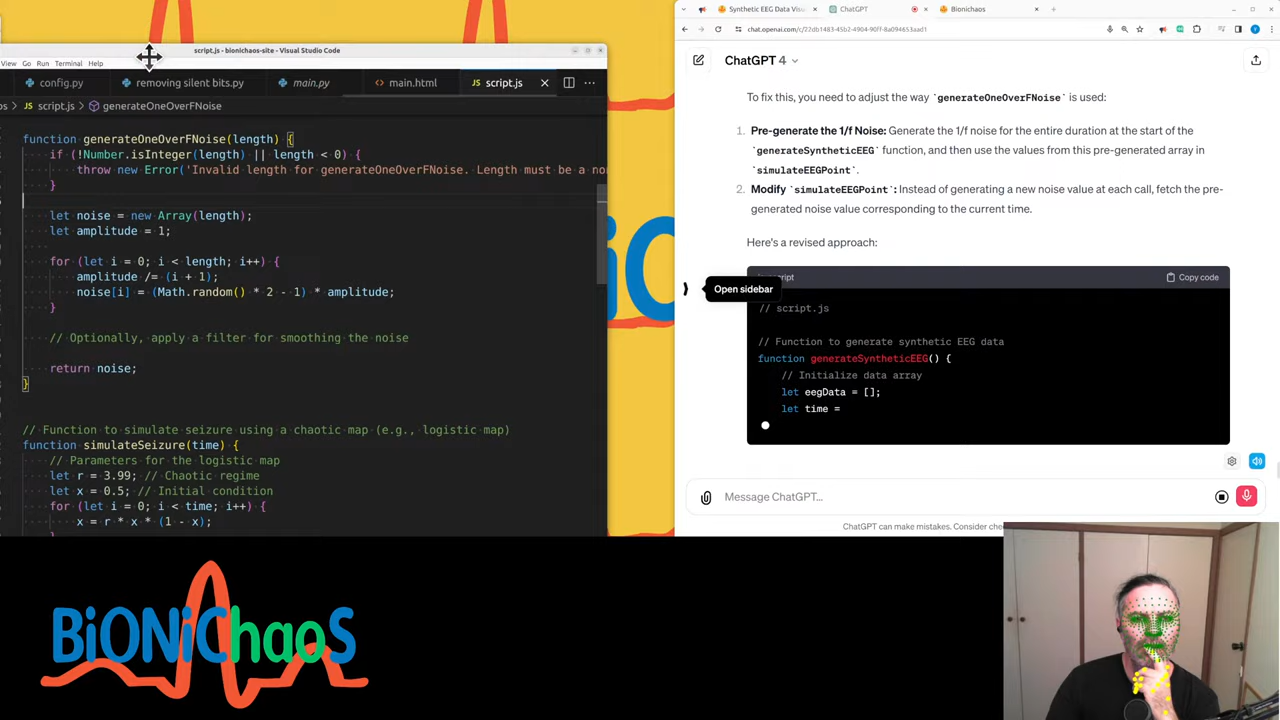 script.js - bionichaos-site - Visual Studio Code
View Go Run Terminal Help
config.py
removing silent bits.py
main.py
main.html
script.js
os > script.js > generateOneOverFNoise
function generateOneOverFNoise(length) {
if (!Number.isInteger(length) || length < 0) {
throw new Error('Invalid length for generateOneOverFNoise. Length must be a no
}
let noise = new Array(length);
let amplitude = 1;
for (let i = 0; i < length; i++) {
amplitude /= (i + 1);
noise[i] = (Math.random() * 2 - 1) * amplitude;
}
// Optionally, apply a filter for smoothing the noise
return noise;
}
// Function to simulate seizure using a chaotic map (e.g., logistic map)
function simulateSeizure(time) {
// Parameters for the logistic map
let r = 3.99; // Chaotic regime
let x = 0.5; // Initial condition
for (let i = 0; i < time; i++) {
x = r * x * (1 - x);
Synthetic EEG Data Vis
ChatGPT
Bionichaos
ChatGPT 4
To fix this, you need to adjust the way `generateOneOverFNoise` is used:
1. Pre-generate the 1/f Noise: Generate the 1/f noise for the entire duration at the start of the
`generateSyntheticEEG` function, and then use the values from this pre-generated array in
`simulateEEGPoint`.
2. Modify `simulateEEGPoint`: Instead of generating a new noise value at each call, fetch the pre-
generated noise value corresponding to the current time.
Here's a revised approach:
Copy code
Open sidebar
// script.js
// Function to generate synthetic EEG data
function generateSyntheticEEG() {
// Initialize data array
let eegData = [];
let time =
Message ChatGPT...
ChatGPT can make mistakes. Consider che
BiONiChaoS